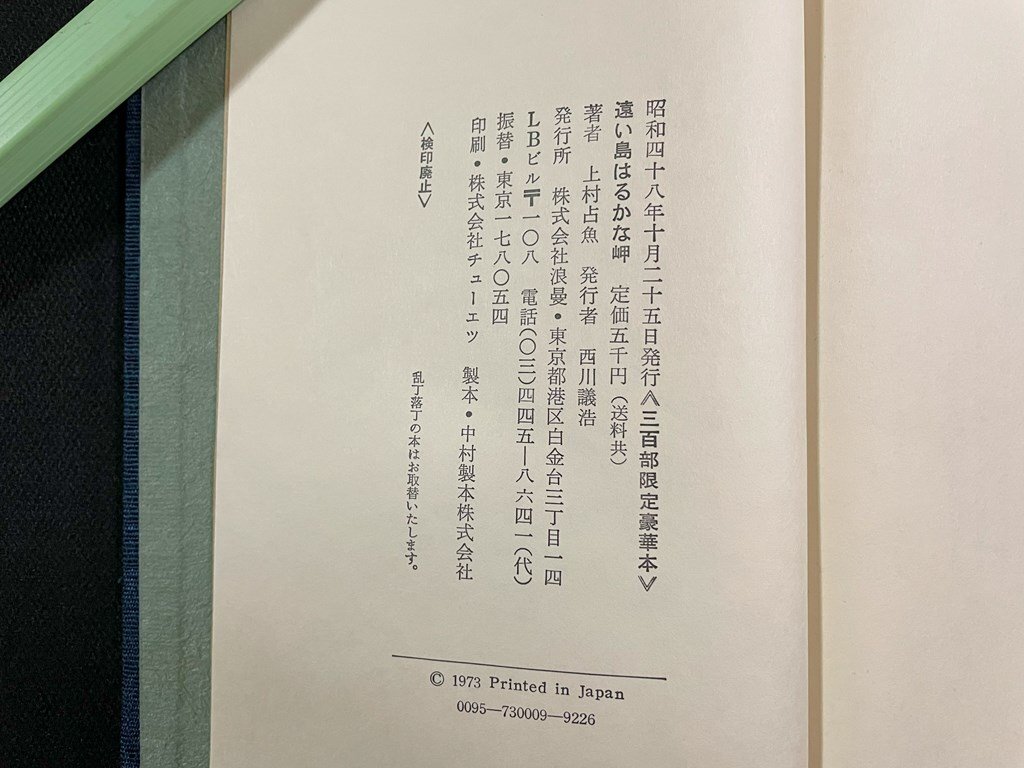 昭和四十八年十月二十五日発行≪三百部限定豪華本≫
遠い島はるかな岬　定価五千円（送料共）
著者　上村占魚　発行者　西川議浩
発行所　株式会社浪曼・東京都港区白金台三丁目一四
ＬＢビル〒一〇八　電話（〇三）四四五―八六四一（代）
振替・東京一七八〇五四
印刷・株式会社チューエツ　製本・中村製本株式会社
〈検印廃止〉　乱丁落丁の本はお取替いたします。
© 1973 Printed in Japan
0095―730009―9226